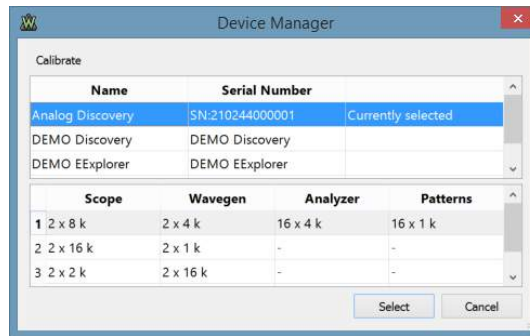 Device Manager
Calibrate
Name Serial Number
Analog Discovery SN:210244000001 Currently selected
DEMO Discovery DEMO Discovery
DEMO EExplorer DEMO EExplorer
Scope Wavegen Analyzer Patterns
1 2 x 8 k 2 x 4 k 16 x 4 k 16 x 1 k
2 2 x 16 k 2 x 1 k - -
3 2 x 2 k 2 x 16 k - -
Select Cancel